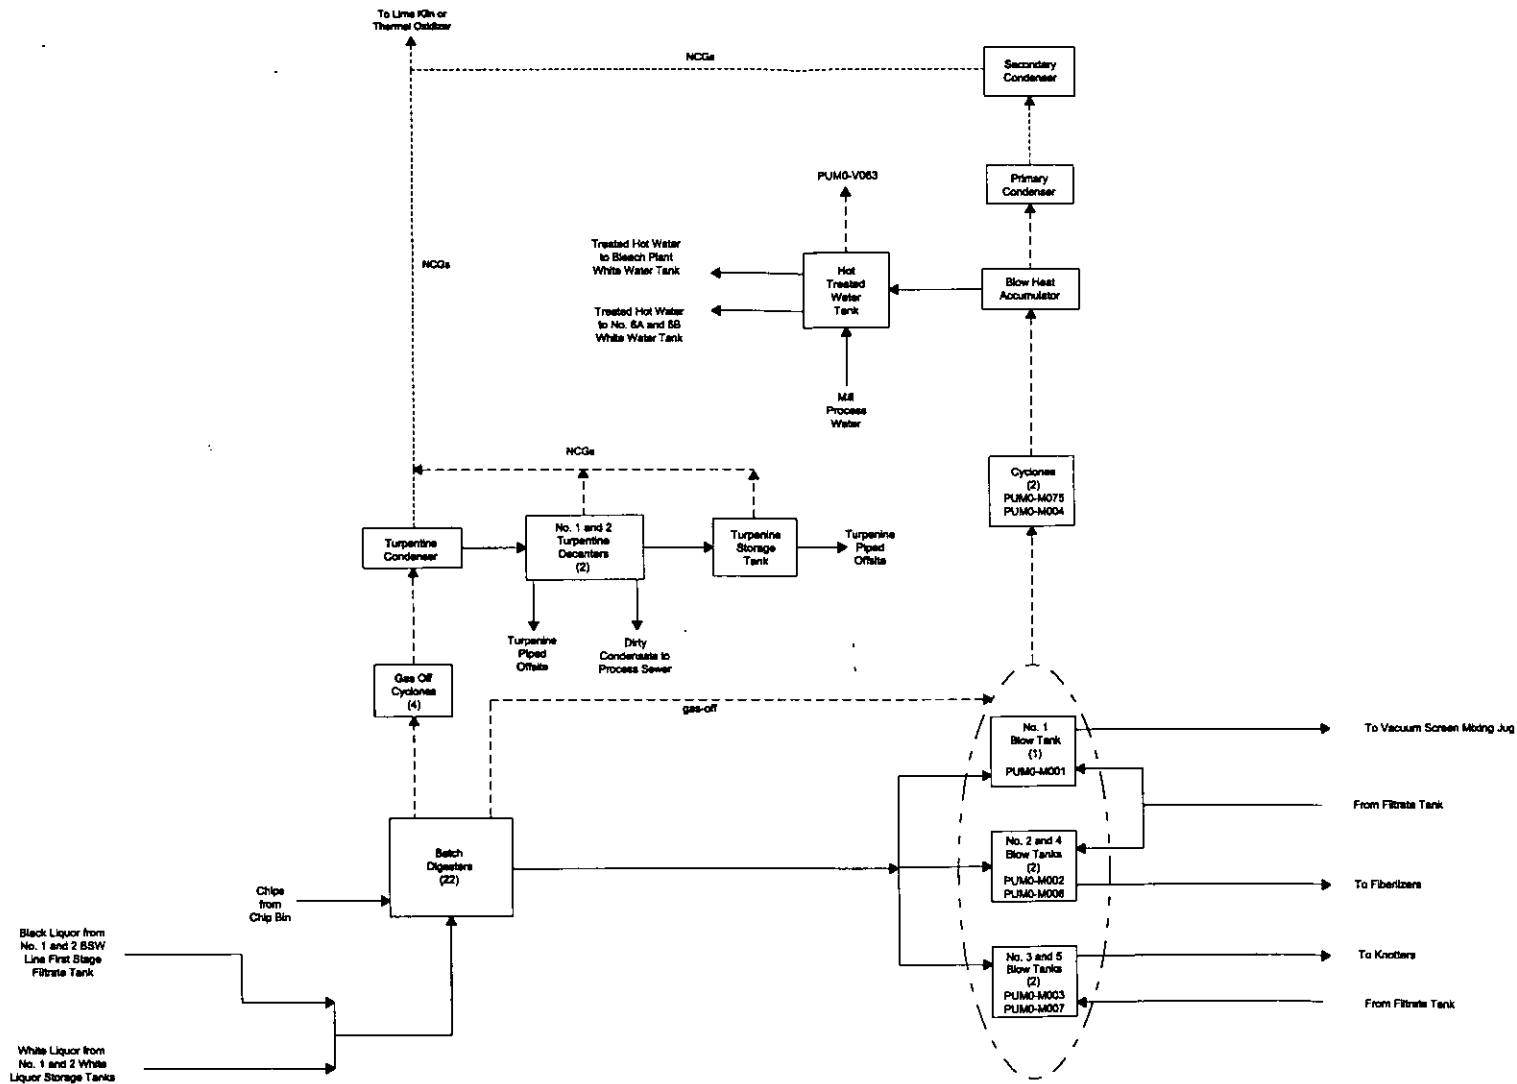 To Lime Kiln or
Thermal Oxidizer
NCGs
Secondary
Condenser
Primary
Condenser
PUM0-V063
Treated Hot Water
to Bleach Plant
White Water Tank
Hot
Treated
Water
Tank
Blow Heat
Accumulator
NCGs
Treated Hot Water
to No. 6A and 6B
White Water Tank
Mill
Process
Water
NCGs
Cyclones
(2)
PUM0-M075
PUM0-M004
Turpentine
Condenser
No. 1 and 2
Turpentine
Decanters
(2)
Turpenine
Storage
Tank
Turpenine
Piped
Offsite
Turpenine
Piped
Offsite
Dirty
Condensate to
Process Sewer
Gas Off
Cyclones
(4)
gas-off
No. 1
Blow Tank
(1)
PUM0-M001
To Vacuum Screen Mixing Jug
From Filtrate Tank
Batch
Digesters
(22)
No. 2 and 4
Blow Tanks
(2)
PUM0-M002
PUM0-M006
To Fiberlizers
Chips
from
Chip Bin
Black Liquor from
No. 1 and 2 BSW
Line First Stage
Filtrate Tank
No. 3 and 5
Blow Tanks
(2)
PUM0-M003
PUM0-M007
To Knotters
From Filtrate Tank
White Liquor from
No. 1 and 2 White
Liquor Storage Tanks